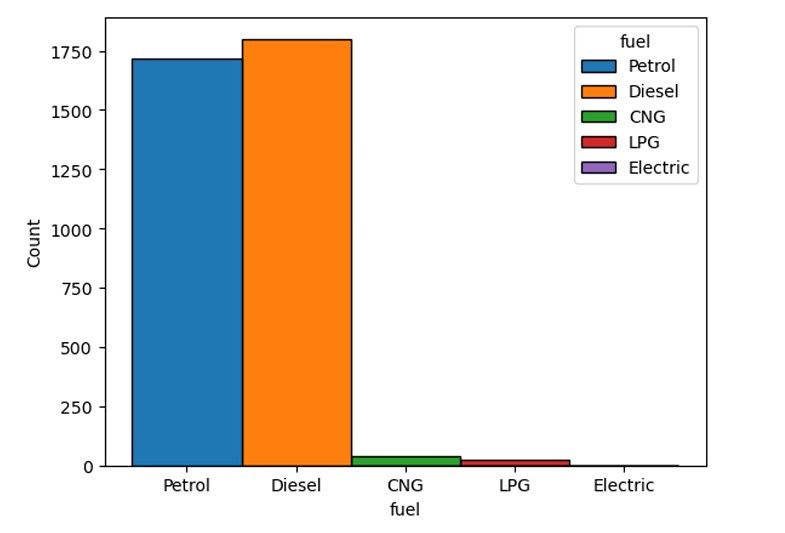 fuel
Petrol
Diesel
CNG
LPG
Electric
1750
1500
1250
1000
750
500
250
0
Count
Petrol Diesel CNG LPG Electric
fuel